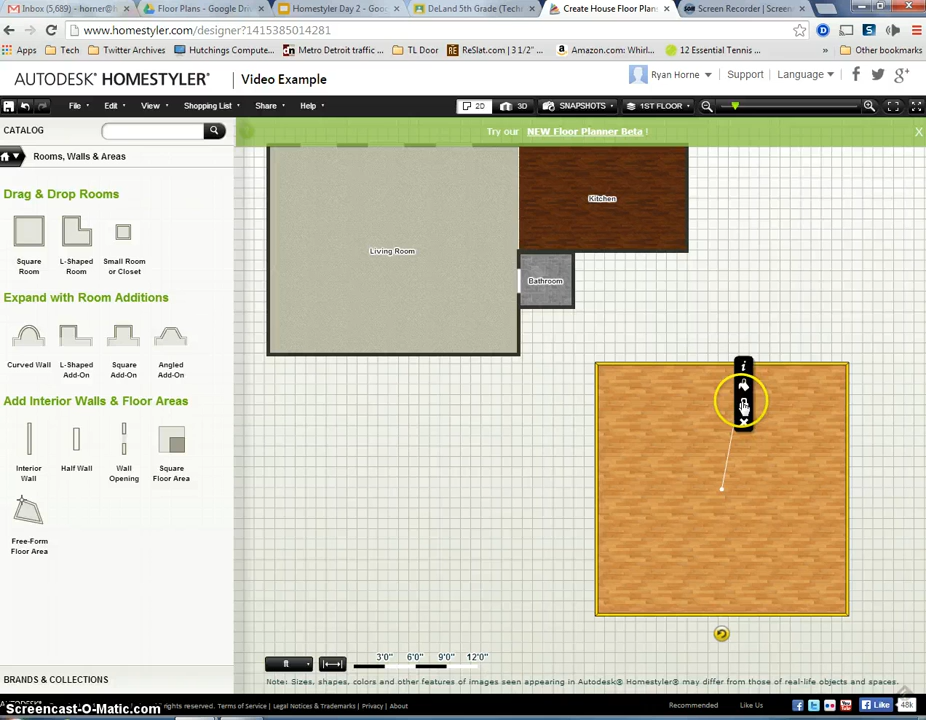 Inbox (5,689) - horner@h
Floor Plans - Google Dri
Homestyler Day 2 - Goog
DeLand 5th Grade (Techn
Create House Floor Plans
Screen Recorder | Screen
www.homestyler.com/designer?1415385014281
Apps
Tech
Twitter Archives
Hutchings Compute...
Metro Detroit traffic ...
TL Door
ReSlat.com | 3 1/2" ...
Amazon.com: Whirl...
12 Essential Tennis ...
»
Other bookmarks
AUTODESK® HOMESTYLER®
Video Example
Ryan Horne
Support
Language
File
Edit
View
Shopping List
Share
Help
2D
3D
SNAPSHOTS
1ST FLOOR
CATALOG
Try our NEW Floor Planner Beta !
X
Rooms, Walls & Areas
Drag & Drop Rooms
Square Room
L-Shaped Room
Small Room or Closet
Expand with Room Additions
Curved Wall
L-Shaped Add-On
Square Add-On
Angled Add-On
Add Interior Walls & Floor Areas
Interior Wall
Half Wall
Wall Opening
Square Floor Area
Free-Form Floor Area
Living Room
Kitchen
Bathroom
i
ft
3'0"
6'0"
9'0"
12'0"
BRANDS & COLLECTIONS
Note: Sizes, shapes, colors and other features of images seen appearing in Autodesk® Homestyler® may differ from those of real-life objects and spaces.
Screencast-O-Matic.com
reserved. | Terms of Service | Legal Notices & Trademarks | Privacy | About
Recommended
Like Us
Like
48k